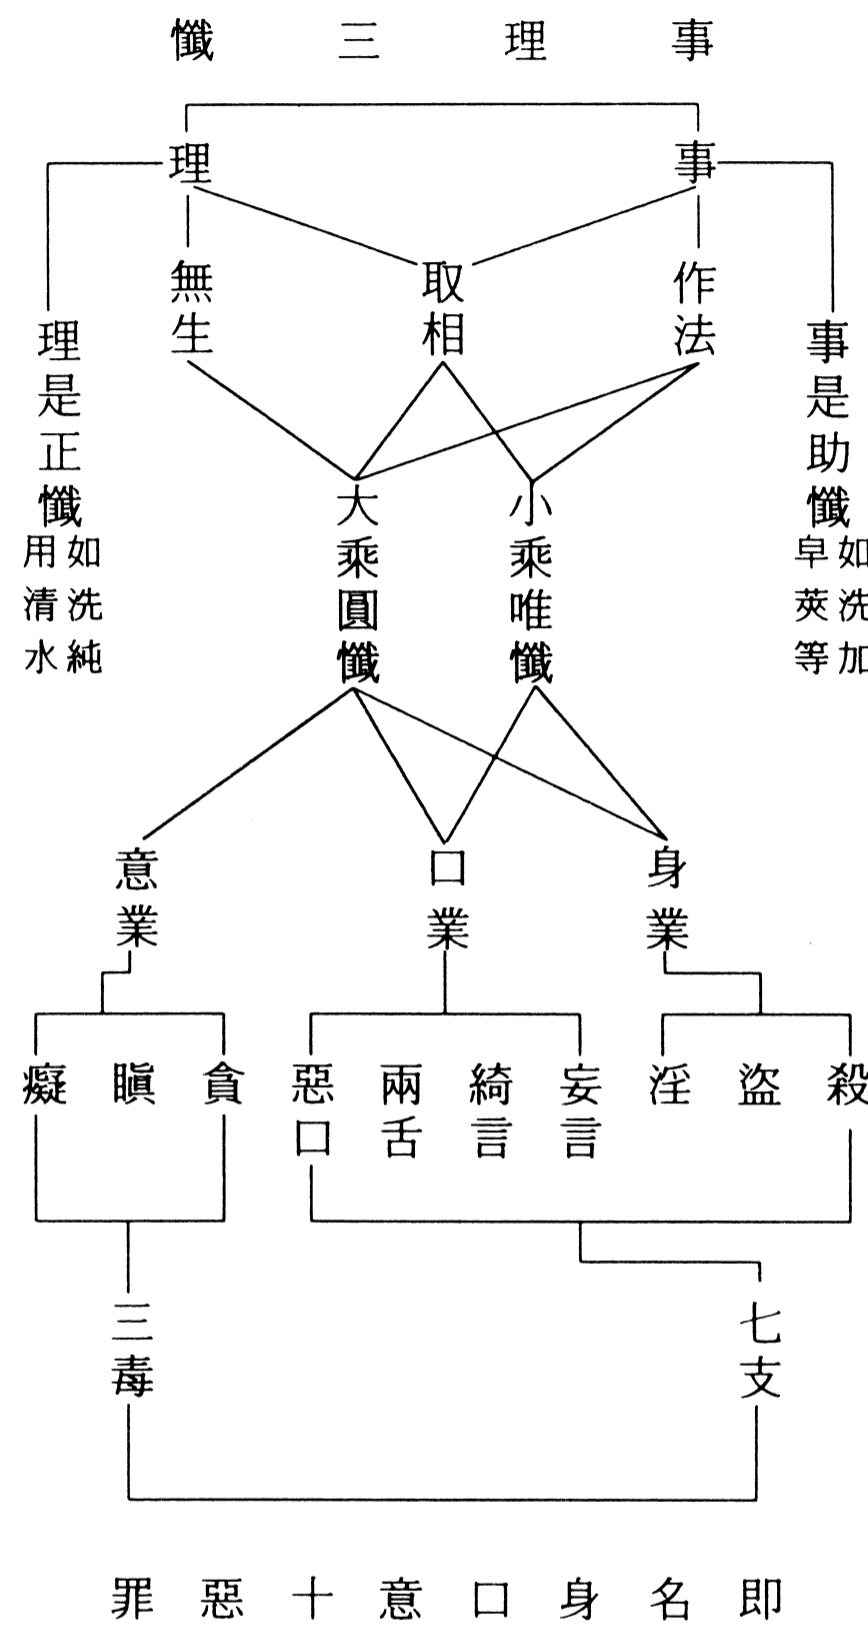 事理三懺
事
理
作法
取相
無生
事是助懺
如洗加
皁莢等
理是正懺
如洗純
用清水
小乘唯懺
大乘圓懺
身業
口業
意業
殺
盜
淫
妄言
綺言
兩舌
惡口
貪
瞋
癡
七支
三毒
即名身口意十惡罪